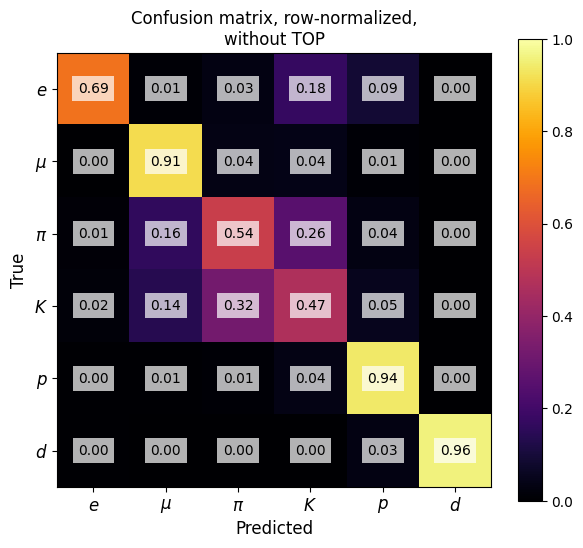 Confusion matrix, row-normalized,
without TOP
True
e 0.69 0.01 0.03 0.18 0.09 0.00
μ 0.00 0.91 0.04 0.04 0.01 0.00
π 0.01 0.16 0.54 0.26 0.04 0.00
K 0.02 0.14 0.32 0.47 0.05 0.00
p 0.00 0.01 0.01 0.04 0.94 0.00
d 0.00 0.00 0.00 0.00 0.03 0.96
e μ π K p d
Predicted
1.0
0.8
0.6
0.4
0.2
0.0